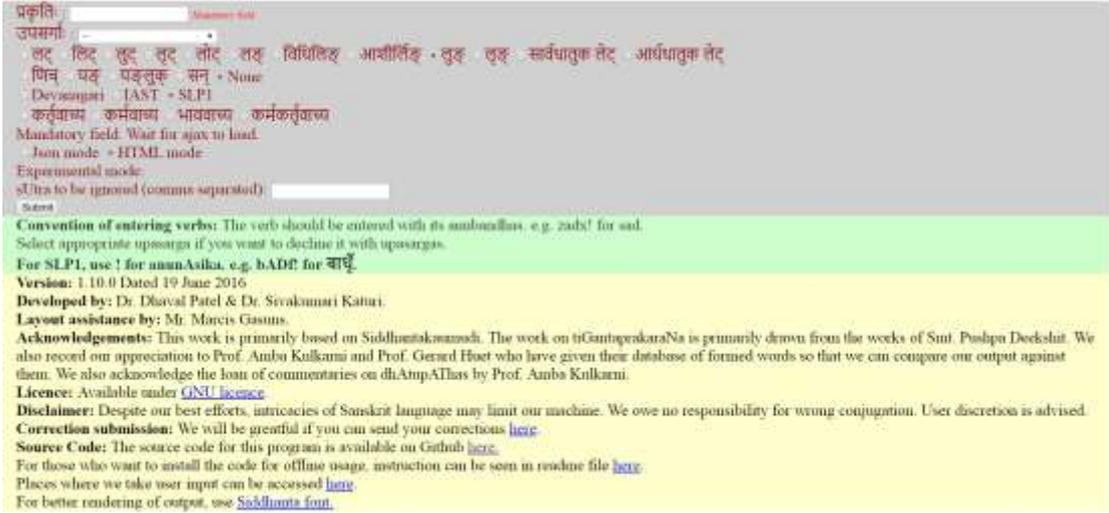 प्रकृतिः Mandatory field
उपसर्गाः --
लट् लिट् लुट् लृट् लोट् लङ् विधिलिङ् आशीर्लिङ् लुङ् लृङ् सार्वधातुक लेट् आर्धधातुक लेट्
णिच् यङ् यङ्लुक् सन् None
Devanagari IAST SLP1
कर्तृवाच्य कर्मवाच्य भाववाच्य कर्मकर्तृवाच्य
Mandatory field. Wait for ajax to load.
Json mode HTML mode
Experimental mode
sUtra to be ignored (comma separated):
Submit
Convention of entering verbs: The verb should be entered with its anubandhas. e.g. zadx! for sad.
Select appropriate upasarga if you want to decline it with upasargas.
For SLP1, use ! for anunAsika, e.g. bADf! for बाधृँ.
Version: 1.10.0 Dated 19 June 2016
Developed by: Dr. Dhaval Patel & Dr. Sivakumari Katuri.
Layout assistance by: Mr. Marcis Gasuns.
Acknowledgements: This work is primarily based on Siddhantakaumudi. The work on tiGantaprakaraNa is primarily drawn from the works of Smt. Pushpa Deekshit. We
also record our appreciation to Prof. Amba Kulkarni and Prof. Gerard Huet who have given their database of formed words so that we can compare our output against
them. We also acknowledge the loan of commentaries on dhAtupAThas by Prof. Amba Kulkarni.
Licence: Available under GNU licence.
Disclaimer: Despite our best efforts, intricacies of Sanskrit language may limit our machine. We owe no responsibility for wrong conjugation. User discretion is advised.
Correction submission: We will be greatful if you can send your corrections here.
Source Code: The source code for this program is available on Github here.
For those who want to install the code for offline usage, instruction can be seen in readme file here.
Places where we take user input can be accessed here.
For better rendering of output, use Siddhanta font.